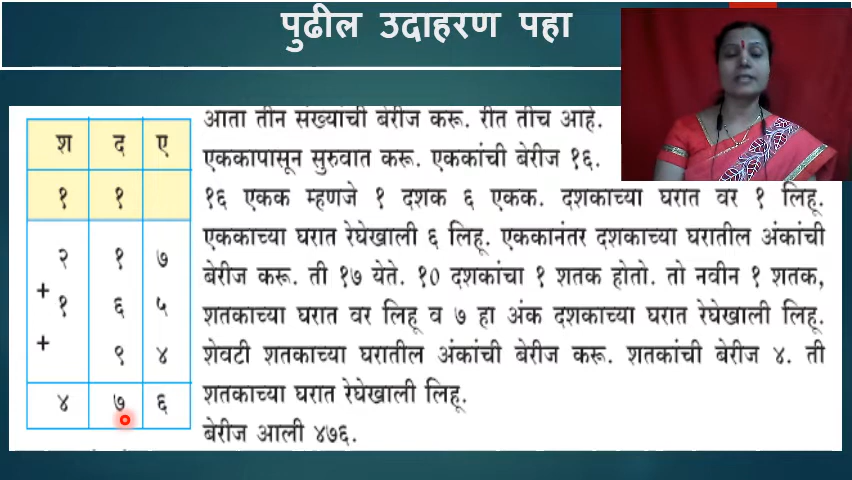 पुढील उदाहरण पहा
श द ए
१ १
२ १ ७
+ १ ६ ५
+ ९ ४
४ ७ ६
आता तीन संख्यांची बेरीज करू. रीत तीच आहे.
एककापासून सुरुवात करू. एककांची बेरीज १६.
१६ एकक म्हणजे १ दशक ६ एकक. दशकाच्या घरात वर १ लिहू.
एककाच्या घरात रेघेखाली ६ लिहू. एककानंतर दशकाच्या घरातील अंकांची
बेरीज करू. ती १७ येते. १० दशकांचा १ शतक होतो. तो नवीन १ शतक,
शतकाच्या घरात वर लिहू व ७ हा अंक दशकाच्या घरात रेघेखाली लिहू.
शेवटी शतकाच्या घरातील अंकांची बेरीज करू. शतकांची बेरीज ४. ती
शतकाच्या घरात रेघेखाली लिहू.
बेरीज आली ४७६.